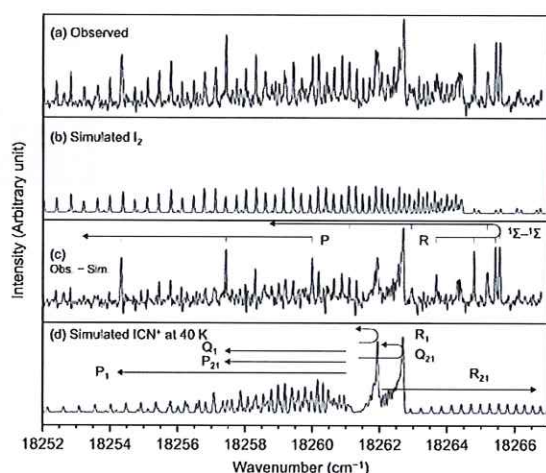 (a) Observed
(b) Simulated I₂
P
R
¹Σ–¹Σ
(c)
Obs. – Sim.
(d) Simulated ICN⁺ at 40 K
R₁
Q₁
Q₂₁
P₂₁
P₁
R₂₁
Intensity (Arbitrary unit)
18252 18254 18256 18258 18260 18262 18264 18266
Wavenumber (cm⁻¹)